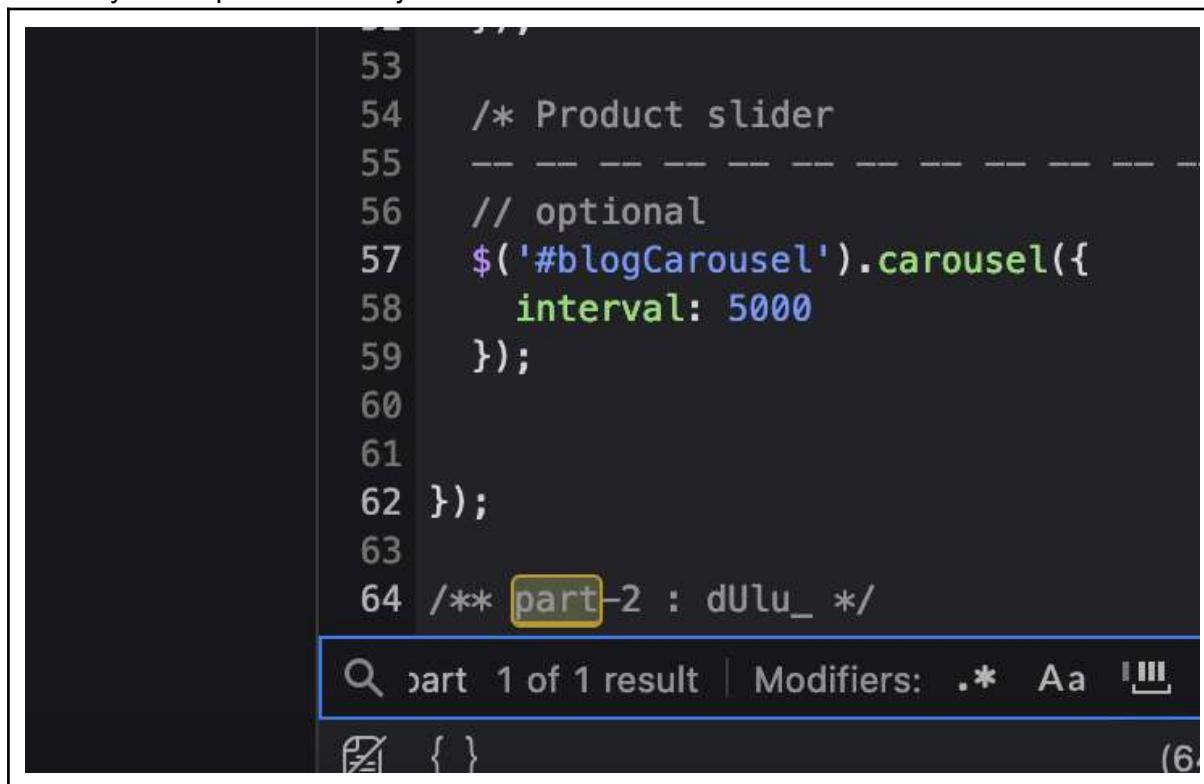 53
54 /* Product slider
55 -- -- -- -- -- -- -- -- -- -- -- --
56 // optional
57 $('#blogCarousel').carousel({
58 interval: 5000
59 });
60
61
62 });
63
64 /** part-2 : dUlu_ */
part 1 of 1 result Modifiers: .* Aa
{ }